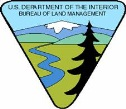 U.S. DEPARTMENT OF THE INTERIOR
BUREAU OF LAND MANAGEMENT